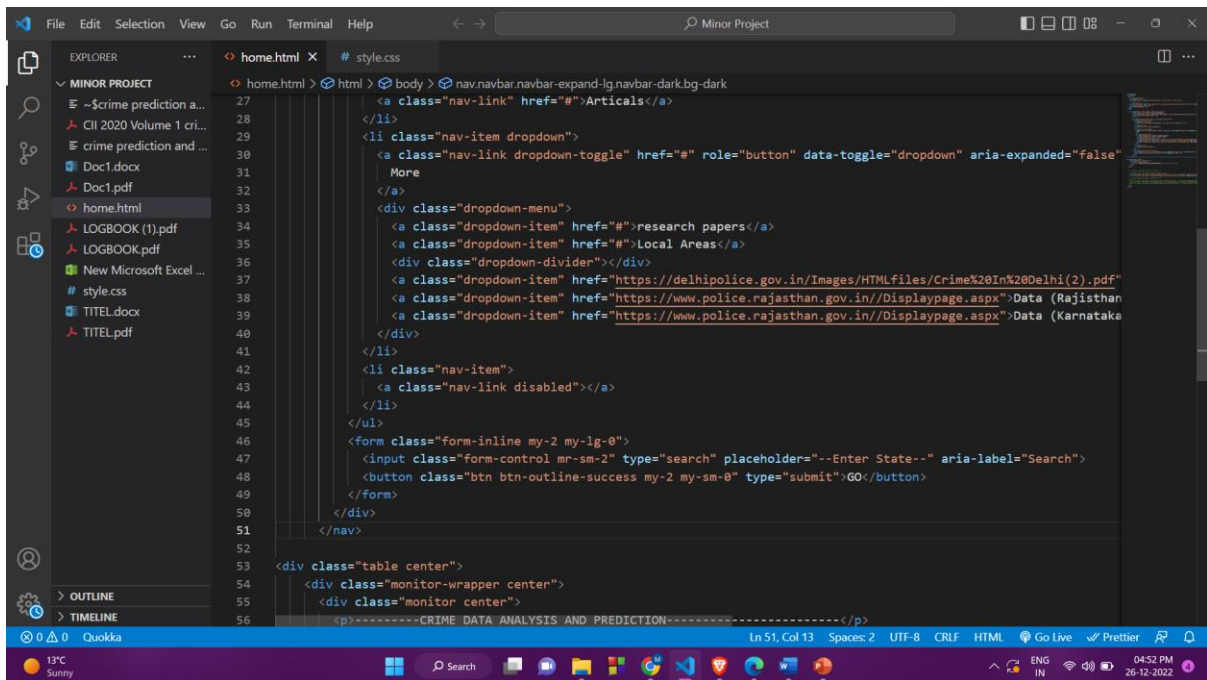 File Edit Selection View Go Run Terminal Help
Minor Project
EXPLORER
MINOR PROJECT
~$crime prediction a...
CII 2020 Volume 1 cri...
crime prediction and ...
Doc1.docx
Doc1.pdf
home.html
LOGBOOK (1).pdf
LOGBOOK.pdf
New Microsoft Excel ...
style.css
TITEL.docx
TITEL.pdf
OUTLINE
TIMELINE
home.html
style.css
home.html > html > body > nav.navbar.navbar-expand-lg.navbar-dark.bg-dark
27 <a class="nav-link" href="#">Articals</a>
28 </li>
29 <li class="nav-item dropdown">
30 <a class="nav-link dropdown-toggle" href="#" role="button" data-toggle="dropdown" aria-expanded="false"
31 More
32 </a>
33 <div class="dropdown-menu">
34 <a class="dropdown-item" href="#">research papers</a>
35 <a class="dropdown-item" href="#">Local Areas</a>
36 <div class="dropdown-divider"></div>
37 <a class="dropdown-item" href="https://delhipolice.gov.in/Images/HTMLfiles/Crime%20In%20Delhi(2).pdf"
38 <a class="dropdown-item" href="https://www.police.rajasthan.gov.in//Displaypage.aspx">Data (Rajisthan
39 <a class="dropdown-item" href="https://www.police.rajasthan.gov.in//Displaypage.aspx">Data (Karnataka
40 </div>
41 </li>
42 <li class="nav-item">
43 <a class="nav-link disabled"></a>
44 </li>
45 </ul>
46 <form class="form-inline my-2 my-lg-0">
47 <input class="form-control mr-sm-2" type="search" placeholder="--Enter State--" aria-label="Search">
48 <button class="btn btn-outline-success my-2 my-sm-0" type="submit">GO</button>
49 </form>
50 </div>
51 </nav>
52
53 <div class="table center">
54 <div class="monitor-wrapper center">
55 <div class="monitor center">
56 <p>---------CRIME DATA ANALYSIS AND PREDICTION------------------------</p>
0 0 Quokka
Ln 51, Col 13 Spaces: 2 UTF-8 CRLF HTML Go Live Prettier
13°C
Sunny
Search
ENG
IN
04:52 PM
26-12-2022
4